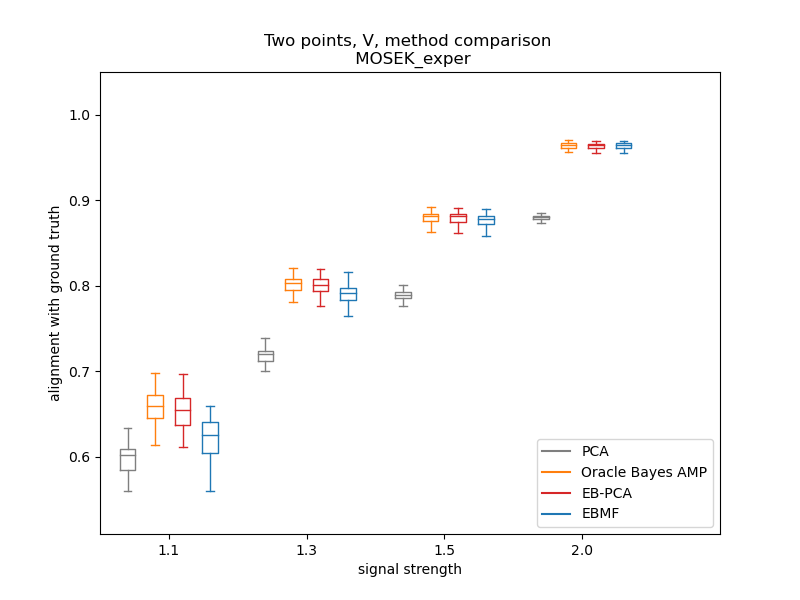 Two points, V, method comparison
MOSEK_exper
alignment with ground truth
1.0
0.9
0.8
0.7
0.6
1.1
1.3
1.5
2.0
signal strength
PCA
Oracle Bayes AMP
EB-PCA
EBMF